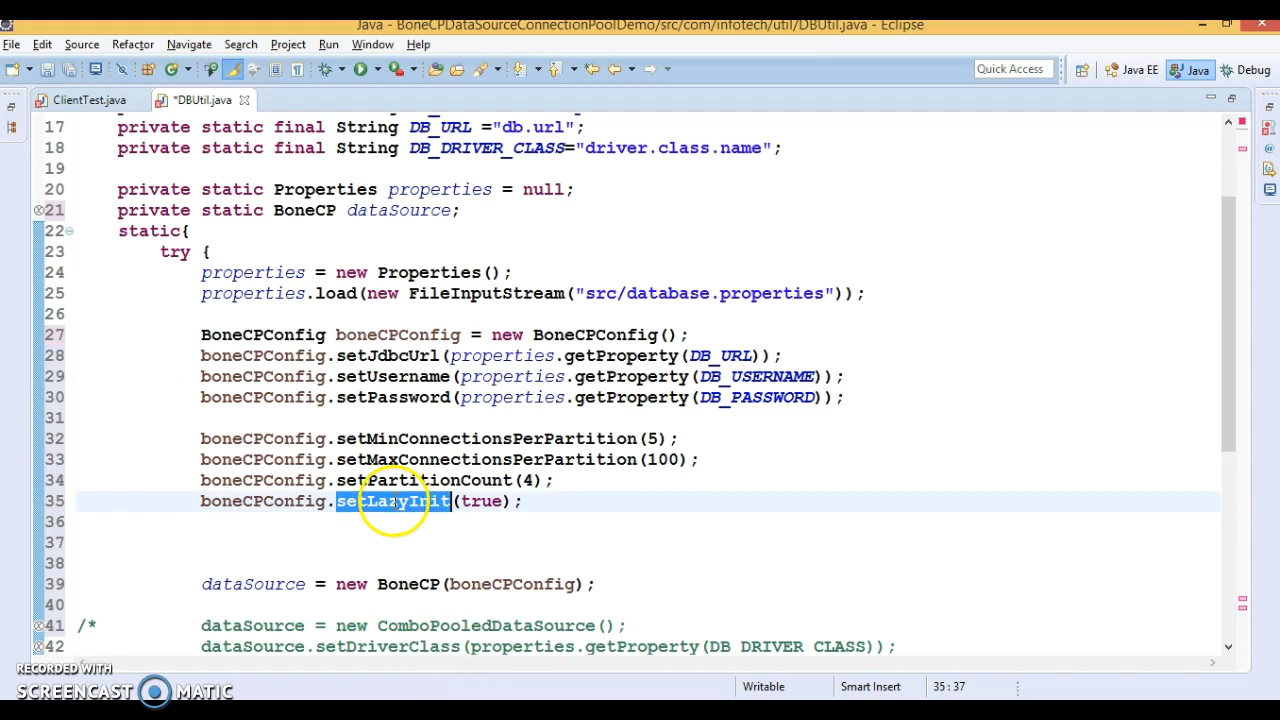 Java - BoneCPDataSourceConnectionPoolDemo/src/com/infotech/util/DBUtil.java - Eclipse
File Edit Source Refactor Navigate Search Project Run Window Help
Quick Access Java EE Java Debug
ClientTest.java *DBUtil.java
17 private static final String DB_URL ="db.url";
18 private static final String DB_DRIVER_CLASS="driver.class.name";
19
20 private static Properties properties = null;
21 private static BoneCP dataSource;
22 static{
23 try {
24 properties = new Properties();
25 properties.load(new FileInputStream("src/database.properties"));
26
27 BoneCPConfig boneCPConfig = new BoneCPConfig();
28 boneCPConfig.setJdbcUrl(properties.getProperty(DB_URL));
29 boneCPConfig.setUsername(properties.getProperty(DB_USERNAME));
30 boneCPConfig.setPassword(properties.getProperty(DB_PASSWORD));
31
32 boneCPConfig.setMinConnectionsPerPartition(5);
33 boneCPConfig.setMaxConnectionsPerPartition(100);
34 boneCPConfig.setPartitionCount(4);
35 boneCPConfig.setLazyInit(true);
36
37
38
39 dataSource = new BoneCP(boneCPConfig);
40
41 /* dataSource = new ComboPooledDataSource();
42 dataSource.setDriverClass(properties.getProperty(DB_DRIVER_CLASS));
RECORDED WITH
SCREENCAST MATIC
Writable Smart Insert 35 : 37